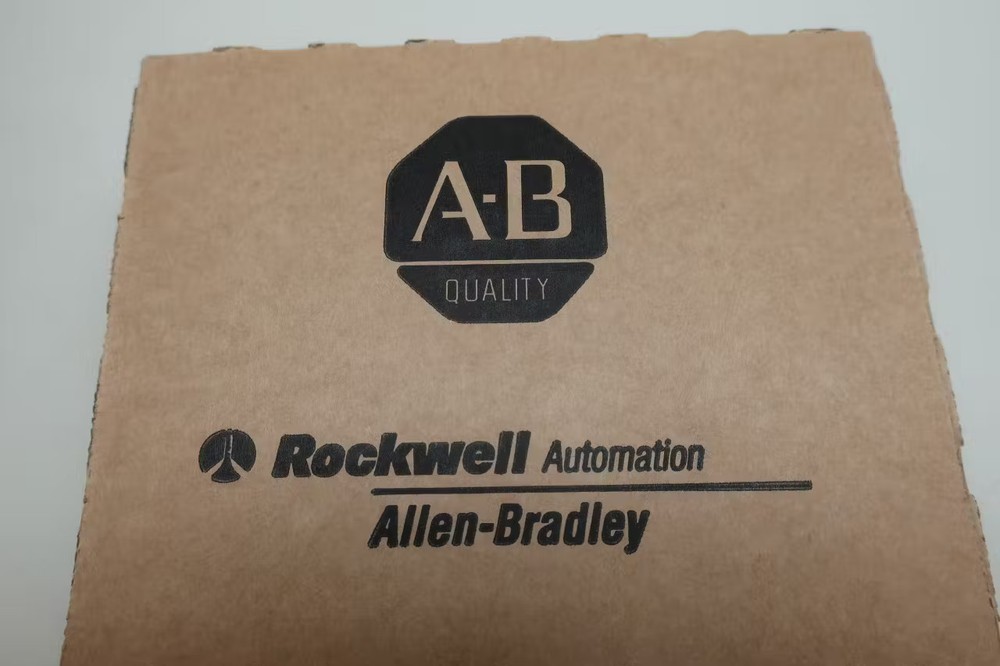 A-B
QUALITY
Rockwell Automation
Allen-Bradley